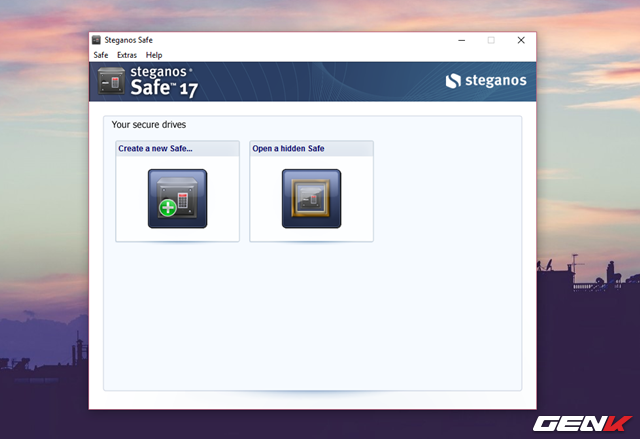 Steganos Safe
Safe Extras Help
steganos®
Safe™ 17
steganos
Your secure drives
Create a new Safe...
Open a hidden Safe
GENK